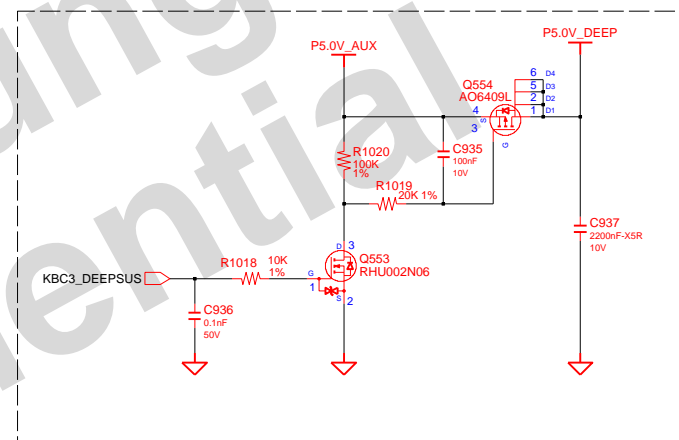 P5.0V_AUX
P5.0V_DEEP
Q554
AO6409L
6 D4
5 D3
2 D2
1 D1
4
S
3
G
R1020
100K
1%
C935
100nF
10V
R1019
20K 1%
C937
2200nF-X5R
10V
D 3
Q553
RHU002N06
KBC3_DEEPSUS
R1018
10K
1%
G
1
S
2
C936
0.1nF
50V
ung
ential